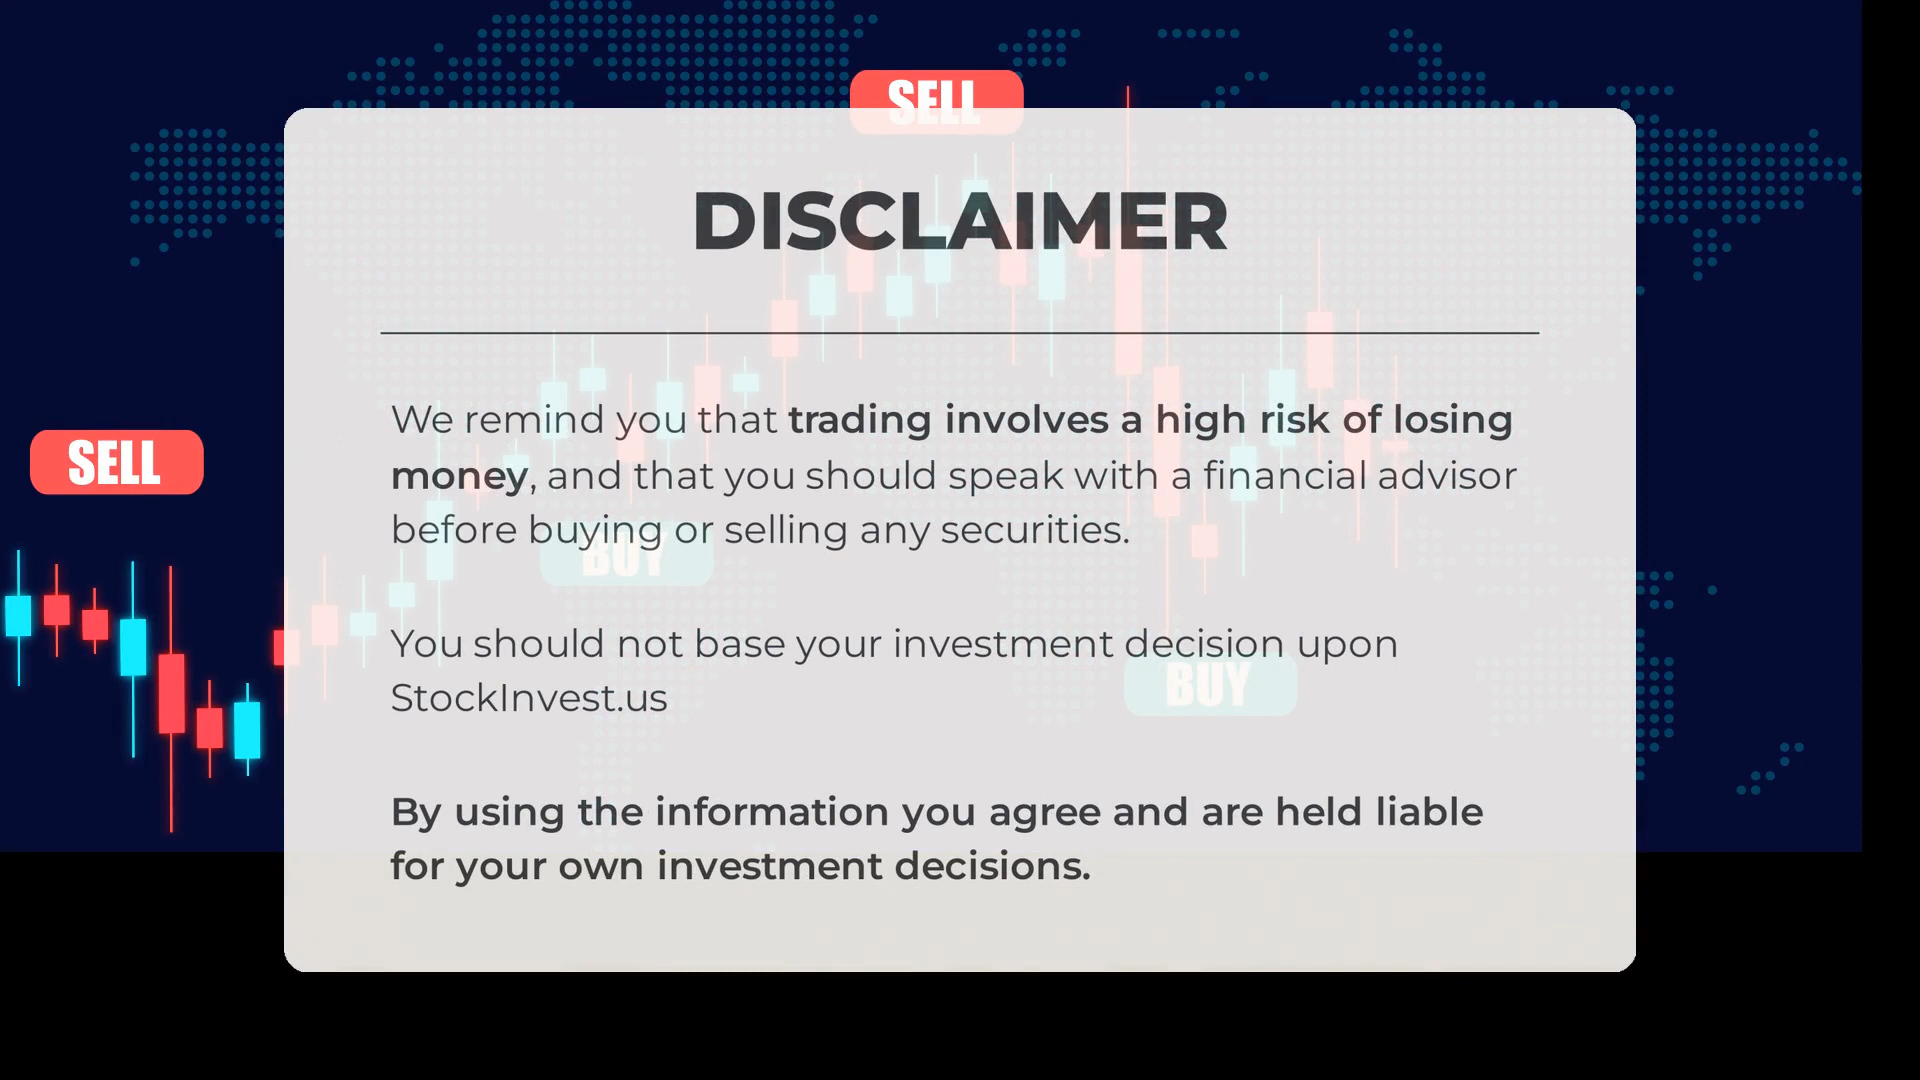 SELL
DISCLAIMER
We remind you that trading involves a high risk of losing
money, and that you should speak with a financial advisor
before buying or selling any securities.
SELL
BUY
You should not base your investment decision upon
StockInvest.us
BUY
By using the information you agree and are held liable
for your own investment decisions.